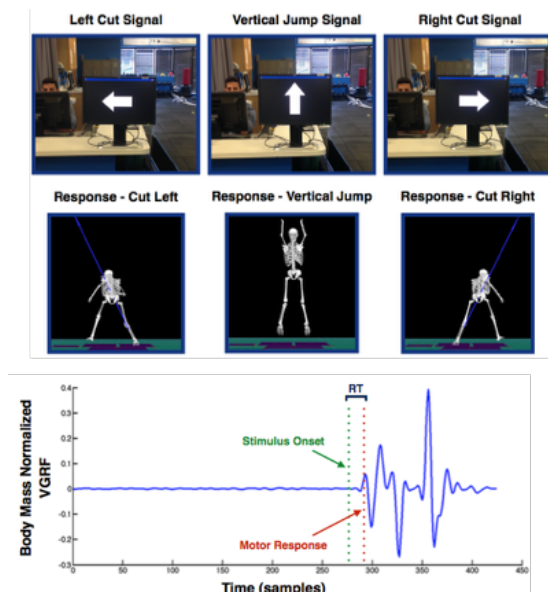 Left Cut Signal Vertical Jump Signal Right Cut Signal
Response - Cut Left Response - Vertical Jump Response - Cut Right
RT
0.4
0.3
0.2
0.1
0
-0.1
-0.2
-0.3
Body Mass Normalized
VGRF
Stimulus Onset
Motor Response
0 50 100 150 200 250 300 350 400 450
Time (samples)